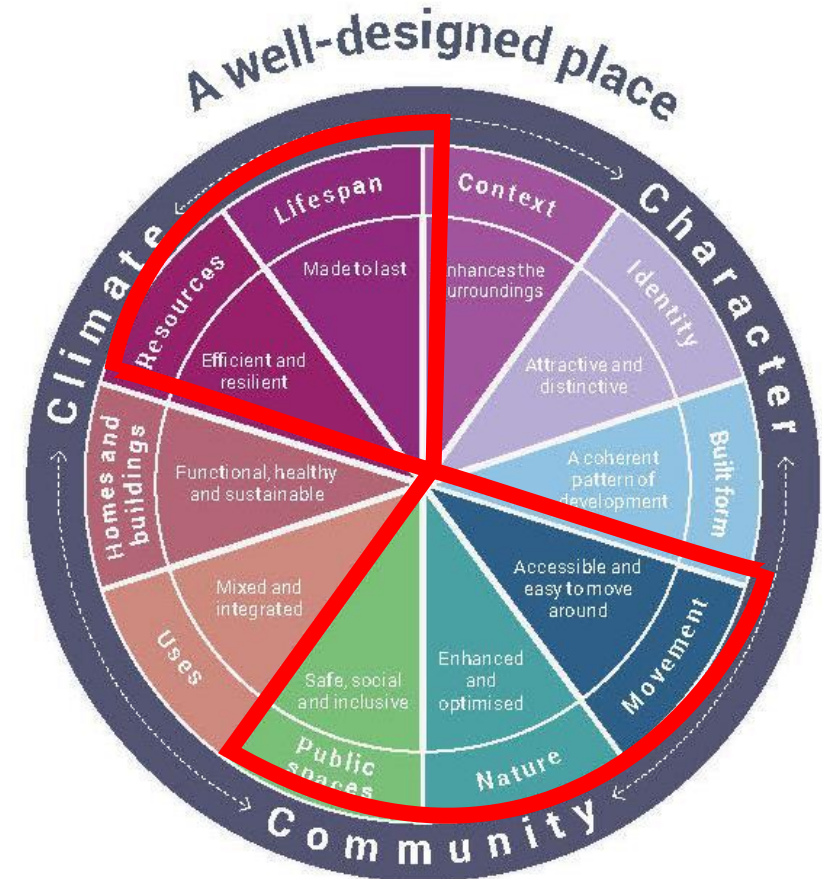 A well-designed place
Climate
Character
Community
Lifespan
Made to last
Context
nhances the
urroundings
Identity
Attractive and
distinctive
Built form
A coherent
pattern of
development
Movement
Accessible and
easy to move
around
Nature
Enhanced
and
optimised
Public
spaces
Safe, social
and inclusive
Uses
Mixed and
integrated
Homes and
buildings
Functional, healthy
and sustainable
Resources
Efficient and
resilient